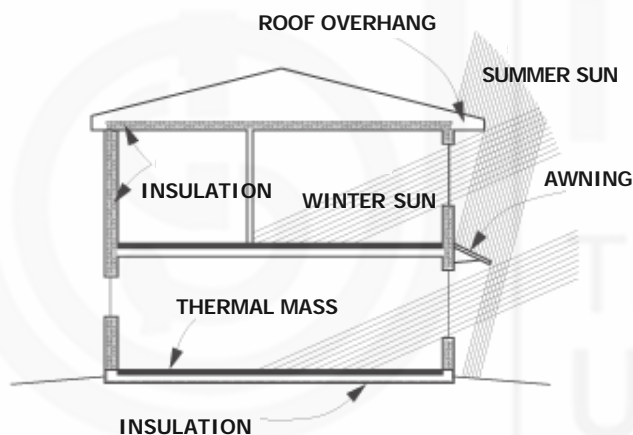 ROOF OVERHANG
SUMMER SUN
INSULATION
WINTER SUN
AWNING
THERMAL MASS
INSULATION